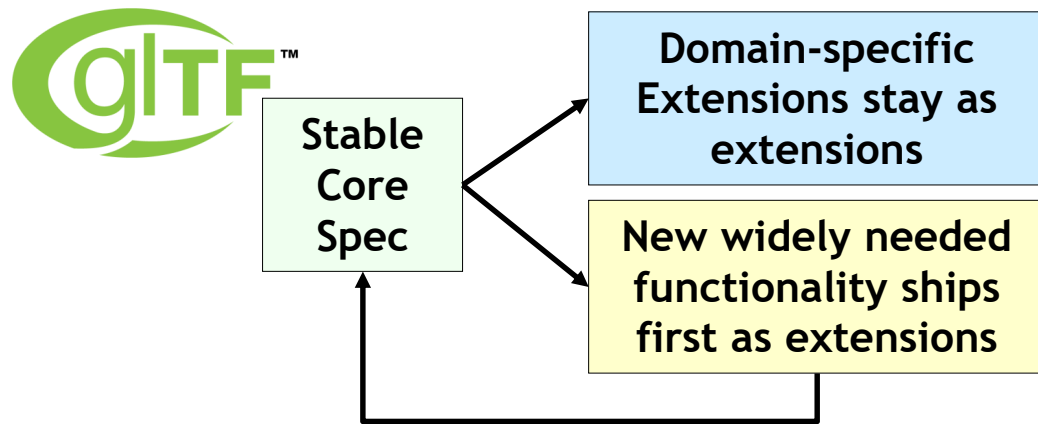 glTF™
Stable
Core
Spec
Domain-specific
Extensions stay as
extensions
New widely needed
functionality ships
first as extensions